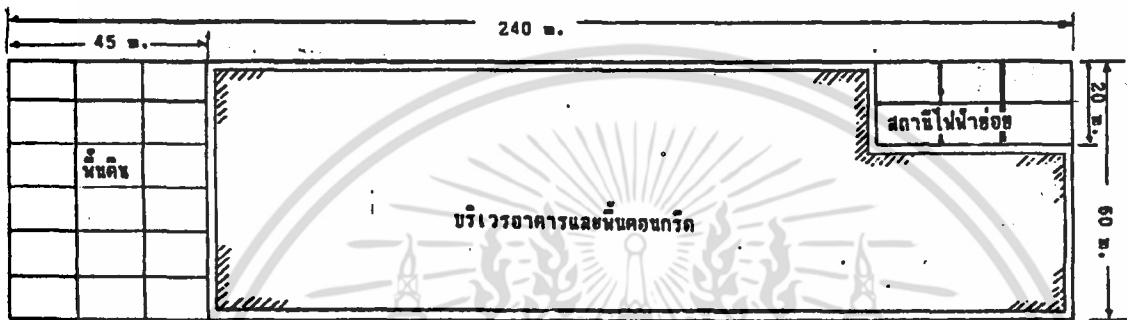 240 ม.
45 ม.
20 ม.
สถานีไฟฟ้าย่อย
พื้นดิน
60 ม.
บริเวรอาคารและพื้นคอนกรีต